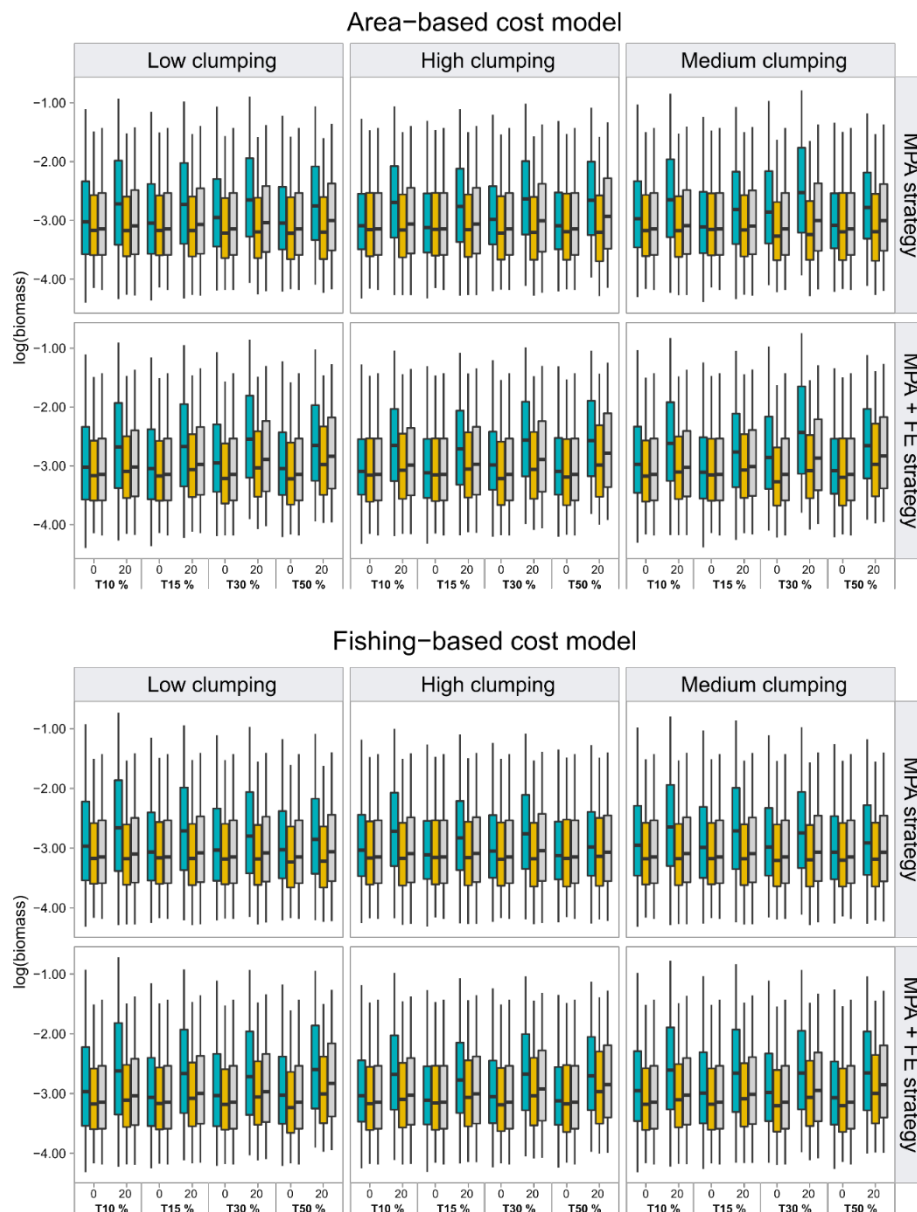 Area−based cost model
Low clumping High clumping Medium clumping
−1.00
−2.00
−3.00
−4.00
MPA strategy
log(biomass)
−1.00
−2.00
−3.00
−4.00
MPA + FE strategy
0 20 0 20 0 20 0 20 0 20 0 20 0 20 0 20 0 20 0 20 0 20 0 20
T10 % T15 % T30 % T50 % T10 % T15 % T30 % T50 % T10 % T15 % T30 % T50 %
Fishing−based cost model
Low clumping High clumping Medium clumping
−1.00
−2.00
−3.00
−4.00
MPA strategy
log(biomass)
−1.00
−2.00
−3.00
−4.00
MPA + FE strategy
0 20 0 20 0 20 0 20 0 20 0 20 0 20 0 20 0 20 0 20 0 20 0 20
T10 % T15 % T30 % T50 % T10 % T15 % T30 % T50 % T10 % T15 % T30 % T50 %